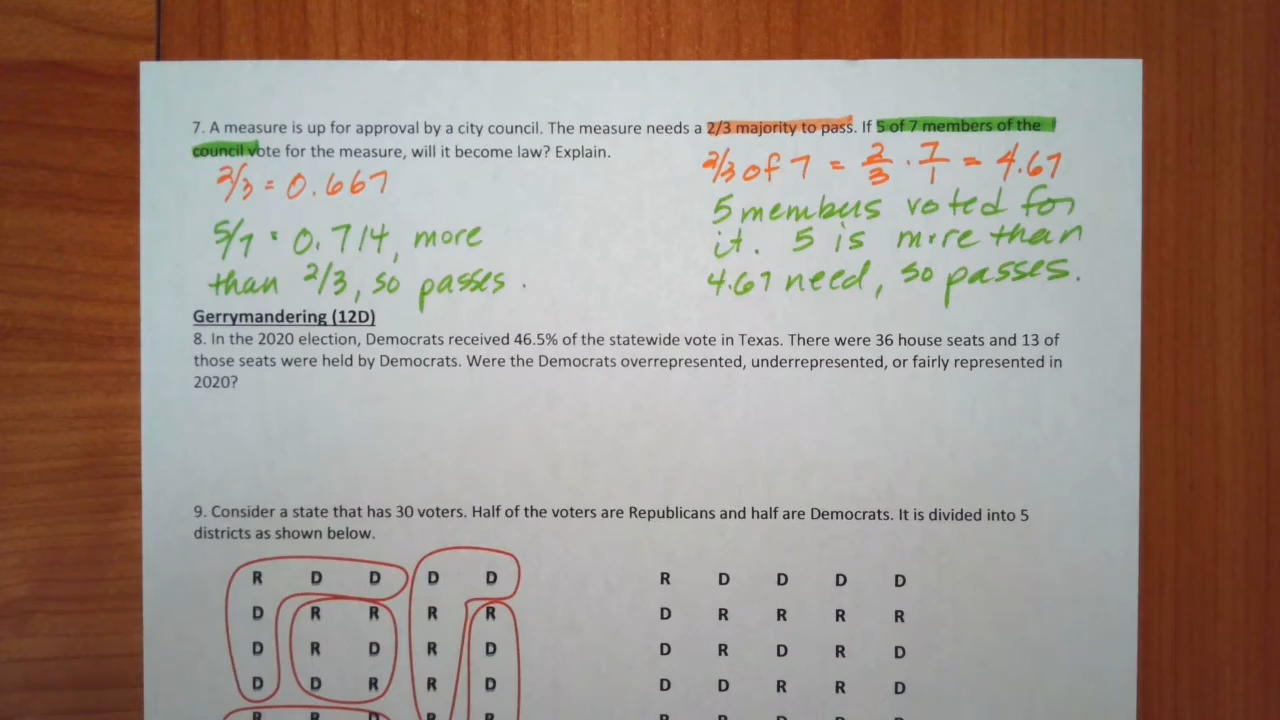 7. A measure is up for approval by a city council. The measure needs a 2/3 majority to pass. If 5 of 7 members of the
council vote for the measure, will it become law? Explain.
2/3 = 0.667
5/7 = 0.714, more
than 2/3, so passes.
2/3 of 7 = 2/3 · 7/1 = 4.67
5 members voted for
it. 5 is more than
4.67 need, so passes.
Gerrymandering (12D)
8. In the 2020 election, Democrats received 46.5% of the statewide vote in Texas. There were 36 house seats and 13 of
those seats were held by Democrats. Were the Democrats overrepresented, underrepresented, or fairly represented in
2020?
9. Consider a state that has 30 voters. Half of the voters are Republicans and half are Democrats. It is divided into 5
districts as shown below.
R D D D D
D R R R R
D R D R D
D D R R D
R R D R R
R D D D D
D R R R R
D R D R D
D D R R D